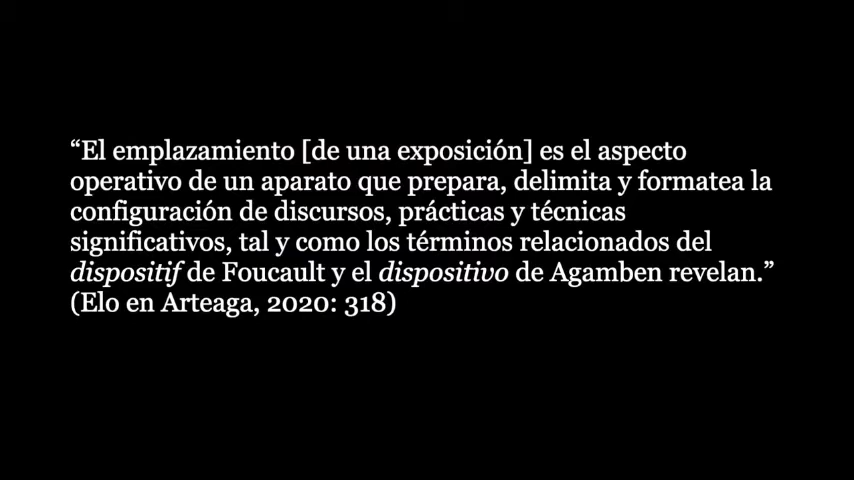 “El emplazamiento [de una exposición] es el aspecto
operativo de un aparato que prepara, delimita y formatea la
configuración de discursos, prácticas y técnicas
significativos, tal y como los términos relacionados del
dispositif de Foucault y el dispositivo de Agamben revelan.”
(Elo en Arteaga, 2020: 318)